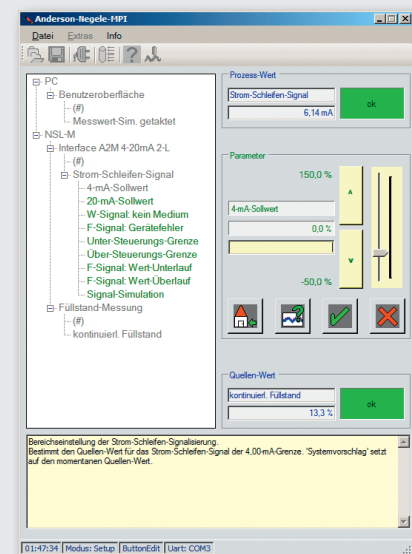 Anderson-Negele-MPI
Datei Extras Info
PC
Benutzeroberfläche
(#)
Messwert-Sim. getaktet
NSL-M
Interface A2M 4-20mA 2-L
(#)
Strom-Schleifen-Signal
4-mA-Sollwert
20-mA-Sollwert
W-Signal: kein Medium
F-Signal: Gerätefehler
Unter-Steuerungs-Grenze
Über-Steuerungs-Grenze
F-Signal: Wert-Unterlauf
F-Signal: Wert-Überlauf
Signal-Simulation
Füllstand-Messung
(#)
kontinuierl. Füllstand
Prozess-Wert
Strom-Schleifen-Signal
6,14 mA
ok
Parameter
150,0 %
4-mA-Sollwert
0,0 %
-50,0 %
Quellen-Wert
kontinuierl. Füllstand
13,3 %
ok
Bereichseinstellung der Strom-Schleifen-Signalisierung.
Bestimmt den Quellen-Wert für das Strom-Schleifen-Signal der 4,00-mA-Grenze. 'Systemvorschlag' setzt
auf den momentanen Quellen-Wert.
01:47:34 Modus: Setup ButtonEdit Uart: COM3